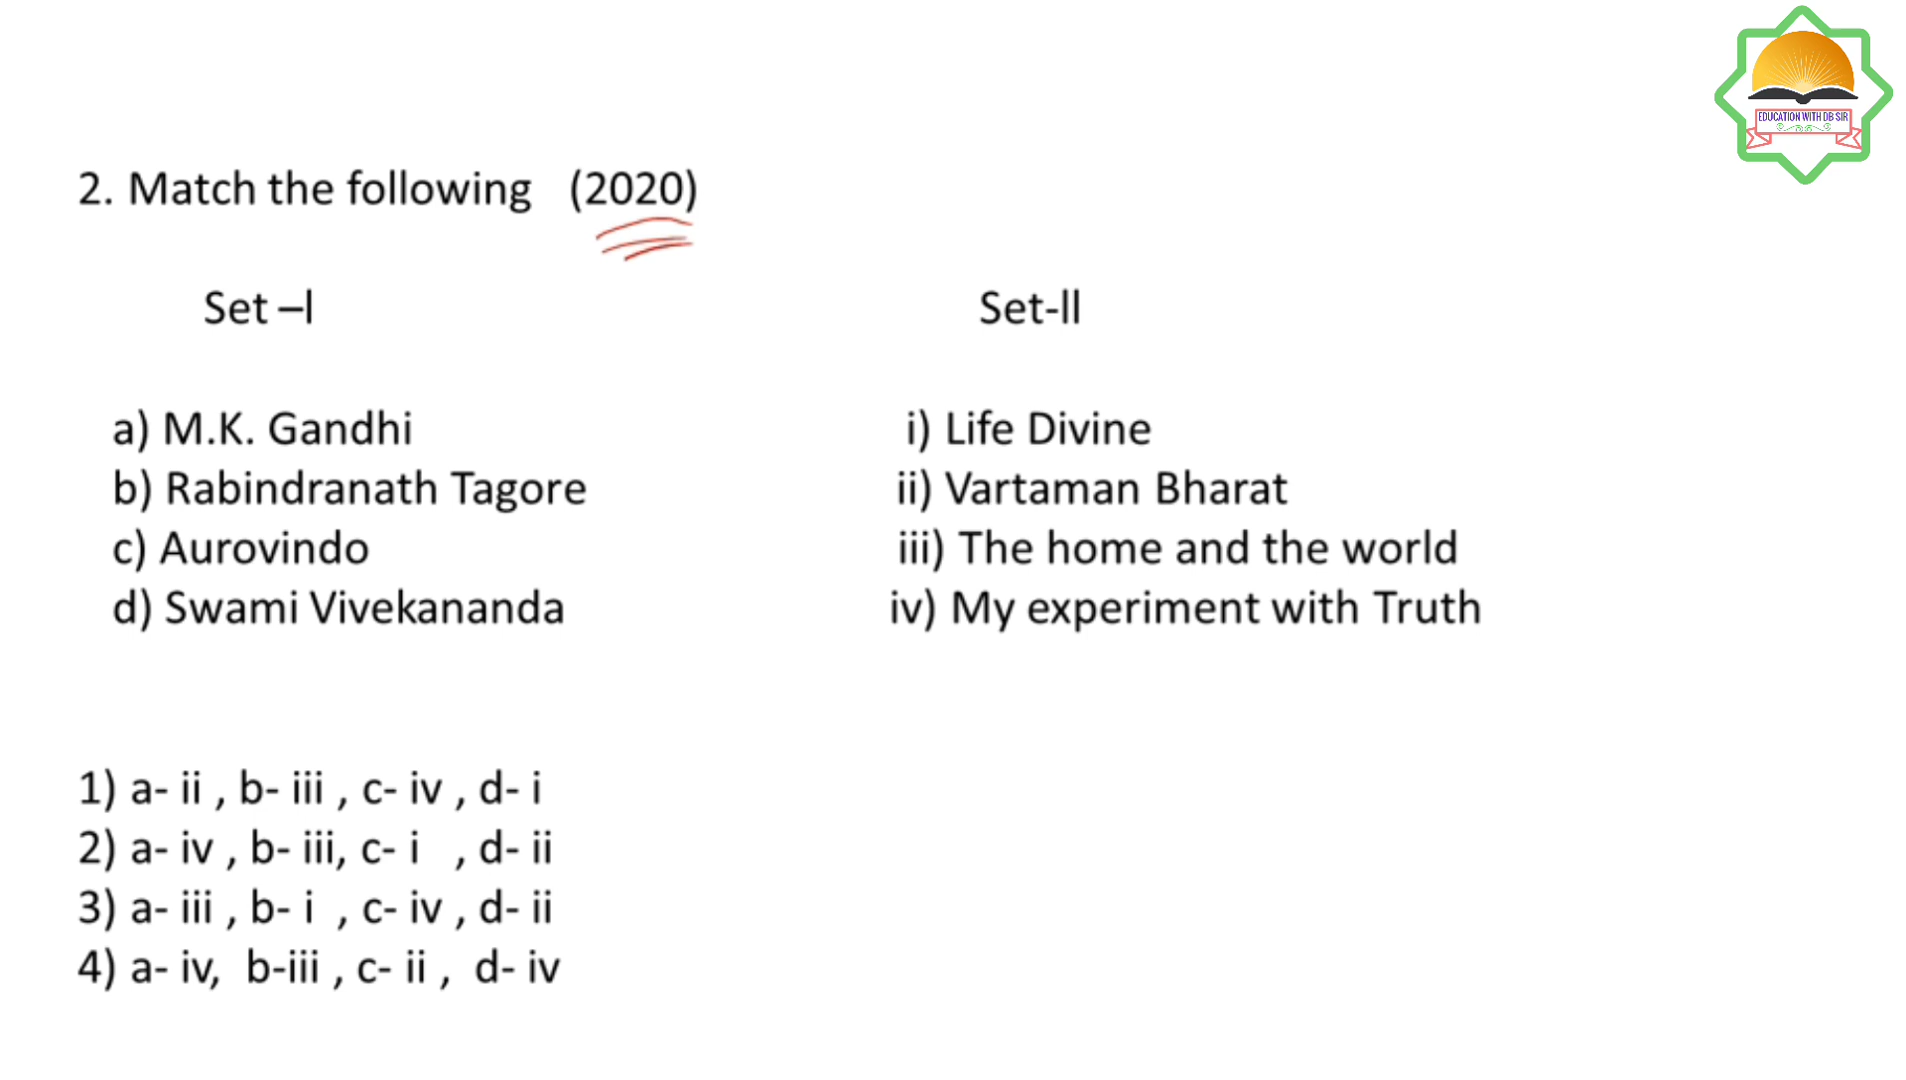 EDUCATION WITH DB SIR
2. Match the following (2020)
Set –l Set-ll
a) M.K. Gandhi i) Life Divine
b) Rabindranath Tagore ii) Vartaman Bharat
c) Aurovindo iii) The home and the world
d) Swami Vivekananda iv) My experiment with Truth
1) a- ii , b- iii , c- iv , d- i
2) a- iv , b- iii, c- i , d- ii
3) a- iii , b- i , c- iv , d- ii
4) a- iv, b-iii , c- ii , d- iv